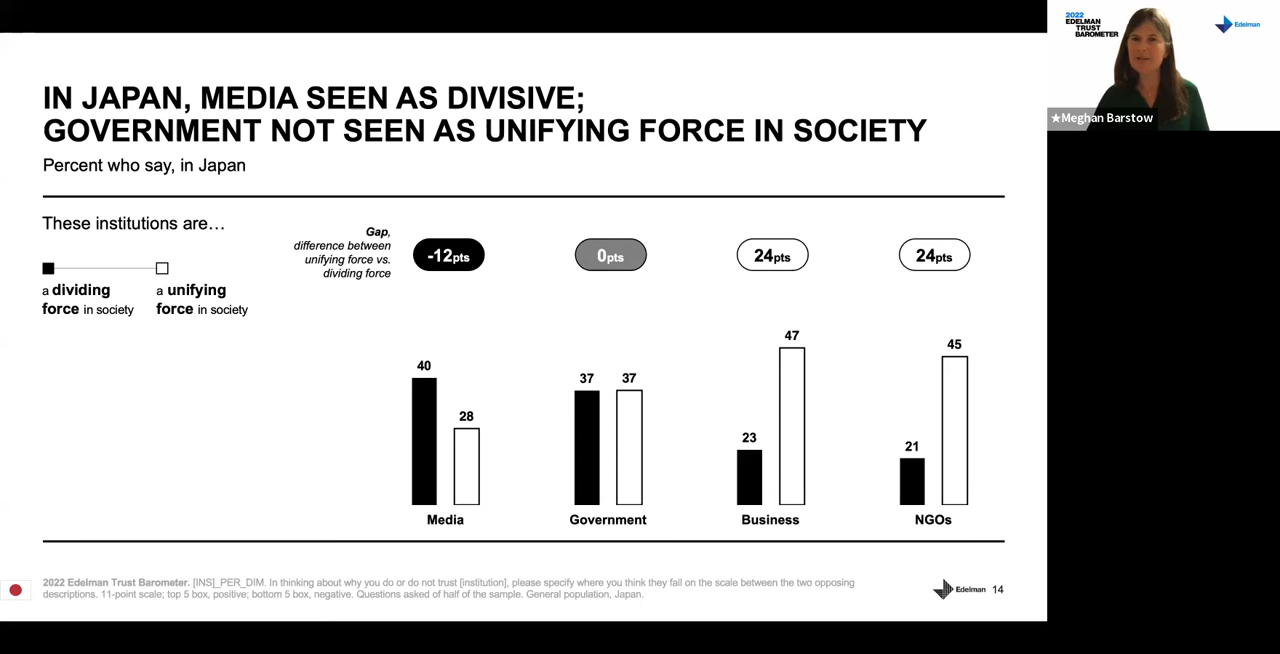 IN JAPAN, MEDIA SEEN AS DIVISIVE;
GOVERNMENT NOT SEEN AS UNIFYING FORCE IN SOCIETY
Percent who say, in Japan
These institutions are…
a dividing
force in society
a unifying
force in society
Gap,
difference between
unifying force vs.
dividing force
-12pts
0pts
24pts
24pts
40
28
37
37
23
47
21
45
Media
Government
Business
NGOs
2022 Edelman Trust Barometer. [INS]_PER_DIM. In thinking about why you do or do not trust [institution], please specify where you think they fall on the scale between the two opposing
descriptions. 11-point scale; top 5 box, positive; bottom 5 box, negative. Questions asked of half of the sample. General population, Japan.
Edelman
14
2022
EDELMAN
TRUST
BAROMETER
Edelman
★Meghan Barstow